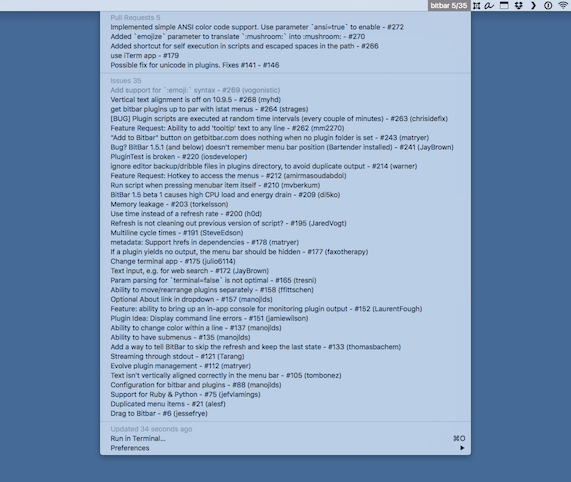 bitbar 5/35
Pull Requests 5
Implemented simple ANSI color code support. Use parameter `ansi=true` to enable - #272
Added `emojize` parameter to translate `:mushroom:` into :mushroom: - #270
Added shortcut for self execution in scripts and escaped spaces in the path - #266
use iTerm app - #179
Possible fix for unicode in plugins. Fixes #141 - #146
Issues 35
Add support for `:emoji:` syntax - #269 (vogonistic)
Vertical text alignment is off on 10.9.5 - #268 (myhd)
get bitbar plugins up to par with istat menus - #264 (strages)
[BUG] Plugin scripts are executed at random time intervals (every couple of minutes) - #263 (chrisidefix)
Feature Request: Ability to add 'tooltip' text to any line - #262 (mm2270)
"Add to BitBar" button on getbitbar.com does nothing when no plugin folder is set - #243 (matryer)
Bug? BitBar 1.5.1 (and below) doesn't remember menu bar position (Bartender installed) - #241 (JayBrown)
PluginTest is broken - #220 (iosdeveloper)
ignore editor backup/dribble files in plugins directory, to avoid duplicate output - #214 (warner)
Feature Request: Hotkey to access the menus - #212 (amirmasoudabdol)
Run script when pressing menubar item itself - #210 (mvberkum)
BitBar 1.5 beta 1 causes high CPU load and energy drain - #209 (di5ko)
Memory leakage - #203 (torkelsson)
Use time instead of a refresh rate - #200 (h0d)
Refresh is not cleaning out previous version of script? - #195 (JaredVogt)
Multiline cycle times - #191 (SteveEdson)
metadata: Support hrefs in dependencies - #178 (matryer)
If a plugin yields no output, the menu bar should be hidden - #177 (faxotherapy)
Change terminal app - #175 (julio6114)
Text input, e.g. for web search - #172 (JayBrown)
Param parsing for `terminal=false` is not optimal - #165 (tresni)
Ability to move/rearrange plugins separately - #158 (ffittschen)
Optional About link in dropdown - #157 (manojlds)
Feature: ability to bring up an in-app console for monitoring plugin output - #152 (LaurentFough)
Plugin Idea: Display command line errors - #151 (jamiewilson)
Ability to change color within a line - #137 (manojlds)
Ability to have submenus - #135 (manojlds)
Add a way to tell BitBar to skip the refresh and keep the last state - #133 (thomasbachem)
Streaming through stdout - #121 (Tarang)
Evolve plugin management - #112 (matryer)
Text isn't vertically aligned correctly in the menu bar - #105 (tombonez)
Configuration for bitbar and plugins - #88 (manojlds)
Support for Ruby & Python - #75 (jefvlamings)
Duplicated menu items - #21 (alesf)
Drag to Bitbar - #6 (jessefrye)
Updated 34 seconds ago
Run in Terminal... ⌘O
Preferences